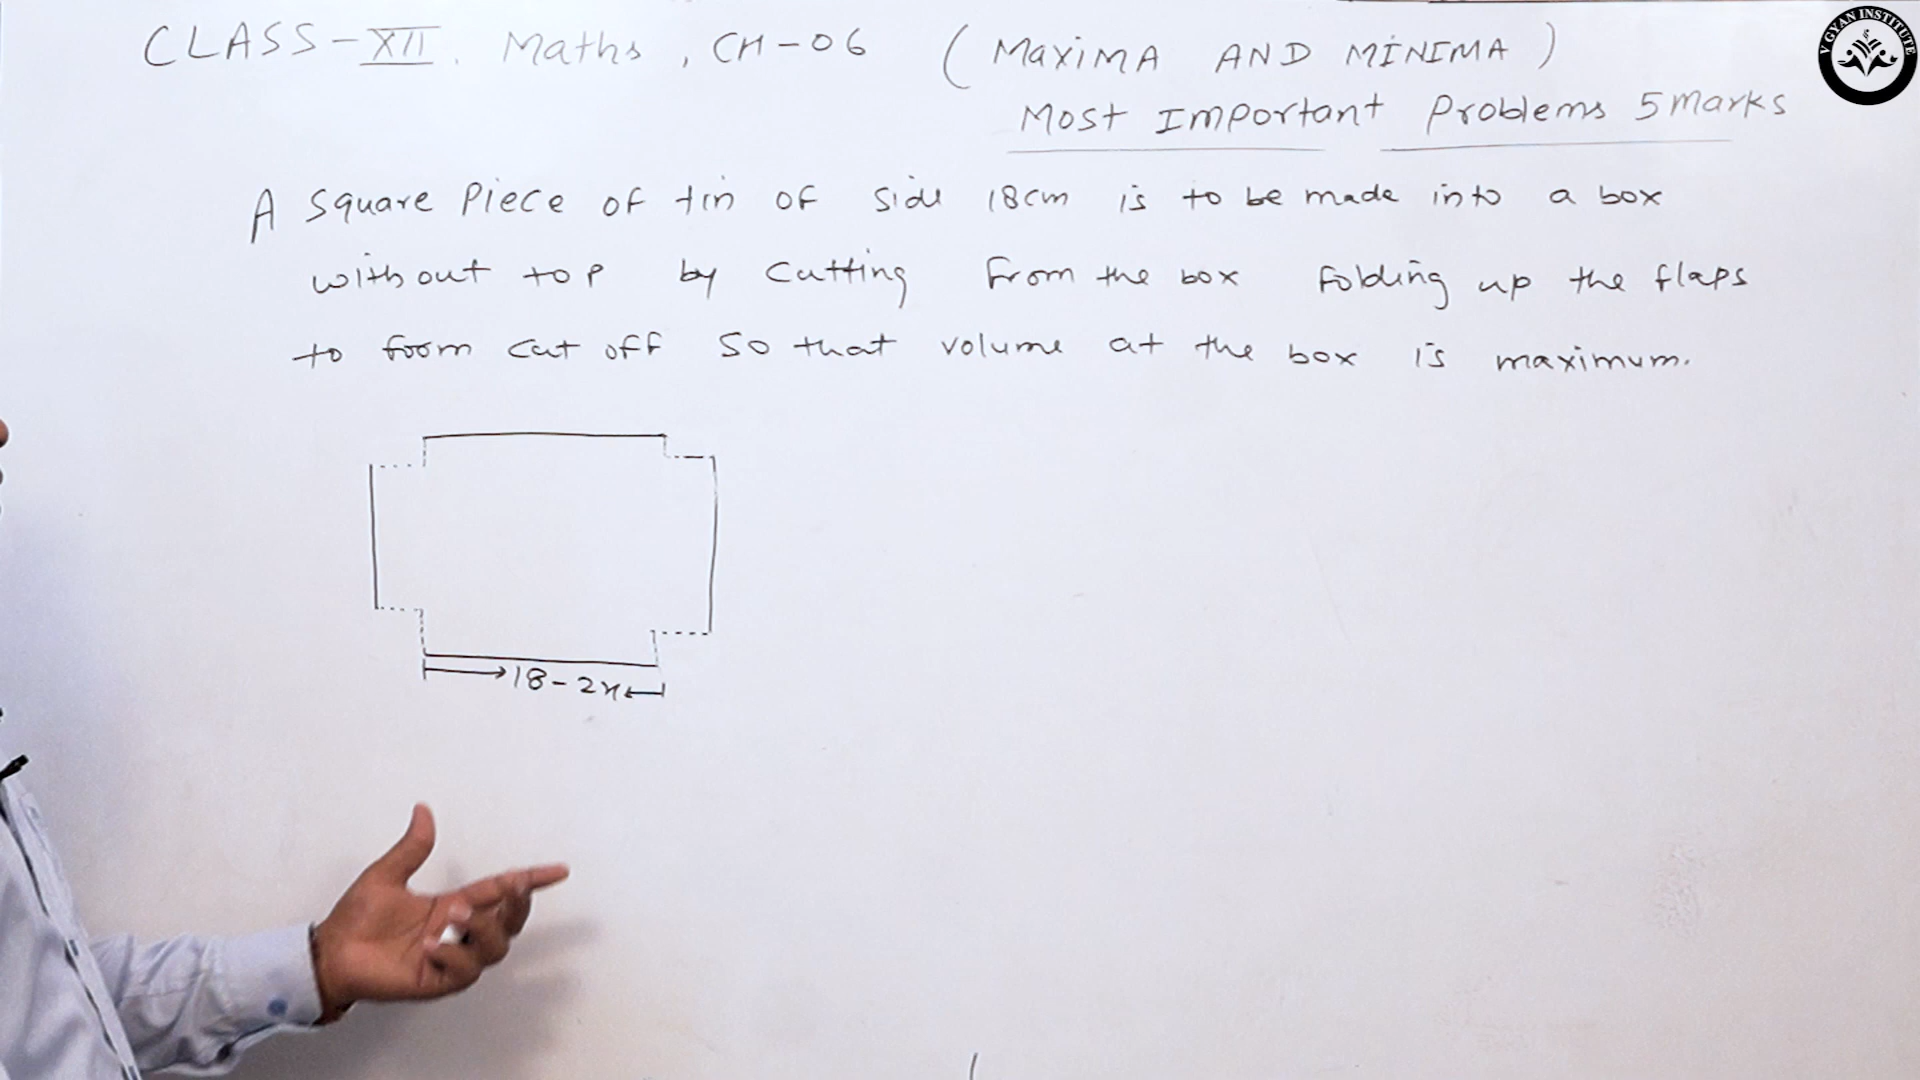 CLASS-XII. Maths, CH-06 (MaxiMA AND MINIMA)
Most Important Problems 5 Marks
A square Piece of tin of side 18cm is to be made into a box
without top by cutting from the box folding up the flaps
to foom cut off so that volume at the box is maximum.
18-2x
V GYAN INSTITUTE